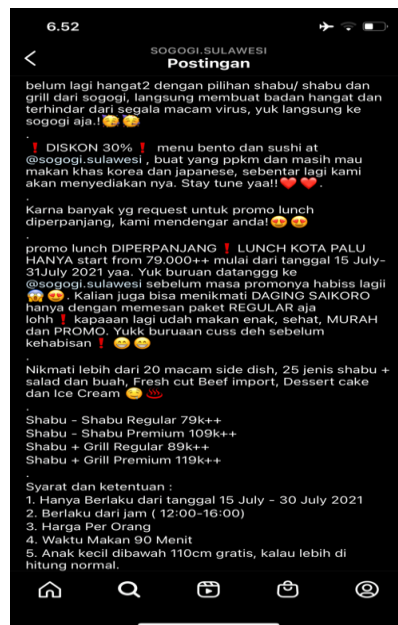 6.52
SOGOGI.SULAWESI
Postingan
belum lagi hangat2 dengan pilihan shabu/ shabu dan
grill dari sogogi, langsung membuat badan hangat dan
terhindar dari segala macam virus, yuk langsung ke
sogogi aja.!🥳🥳
.
❗DISKON 30%❗ menu bento dan sushi at
@sogogi.sulawesi , buat yang ppkm dan masih mau
makan khas korea dan japanese, sebentar lagi kami
akan menyediakan nya. Stay tune yaa!!❤️❤️.
.
Karna banyak yg request untuk promo lunch
diperpanjang, kami mendengar anda!😍😍
.
promo lunch DIPERPANJANG❗LUNCH KOTA PALU
HANYA start from 79.000++ mulai dari tanggal 15 July-
31July 2021 yaa. Yuk buruan datanggg ke
@sogogi.sulawesi sebelum masa promonya habiss lagii
😱😍. Kalian juga bisa menikmati DAGING SAIKORO
hanya dengan memesan paket REGULAR aja
lohh❗kapaaan lagi udah makan enak, sehat, MURAH
dan PROMO. Yukk buruaan cuss deh sebelum
kehabisan❗😁😁
.
Nikmati lebih dari 20 macam side dish, 25 jenis shabu +
salad dan buah, Fresh cut Beef import, Dessert cake
dan Ice Cream 😋♨️
.
Shabu - Shabu Regular 79k++
Shabu - Shabu Premium 109k++
Shabu + Grill Regular 89k++
Shabu + Grill Premium 119k++
.
Syarat dan ketentuan :
1. Hanya Berlaku dari tanggal 15 July - 30 July 2021
2. Berlaku dari jam ( 12:00-16:00)
3. Harga Per Orang
4. Waktu Makan 90 Menit
5. Anak kecil dibawah 110cm gratis, kalau lebih di
hitung normal.